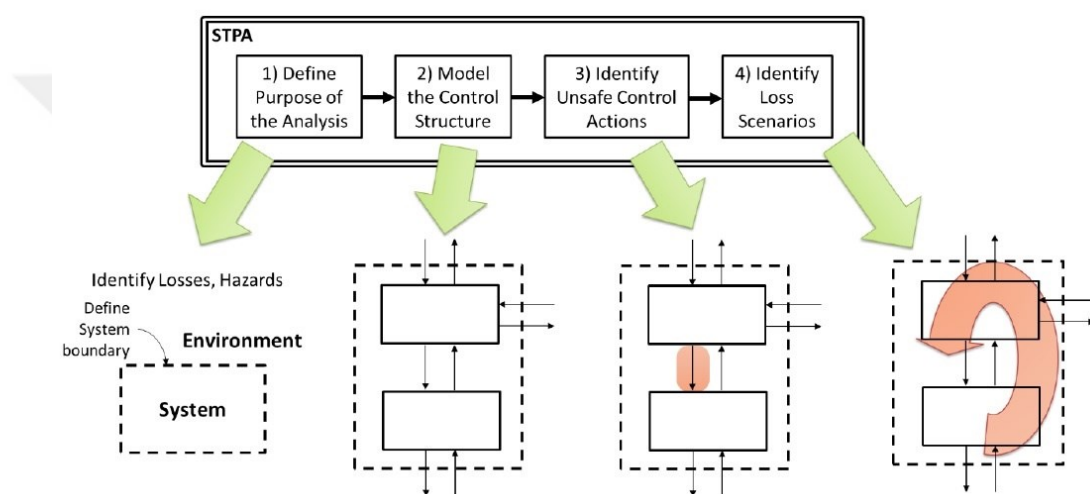 STPA
1) Define
Purpose of
the Analysis
2) Model
the Control
Structure
3) Identify
Unsafe Control
Actions
4) Identify
Loss
Scenarios
Identify Losses, Hazards
Define
System
boundary
Environment
System